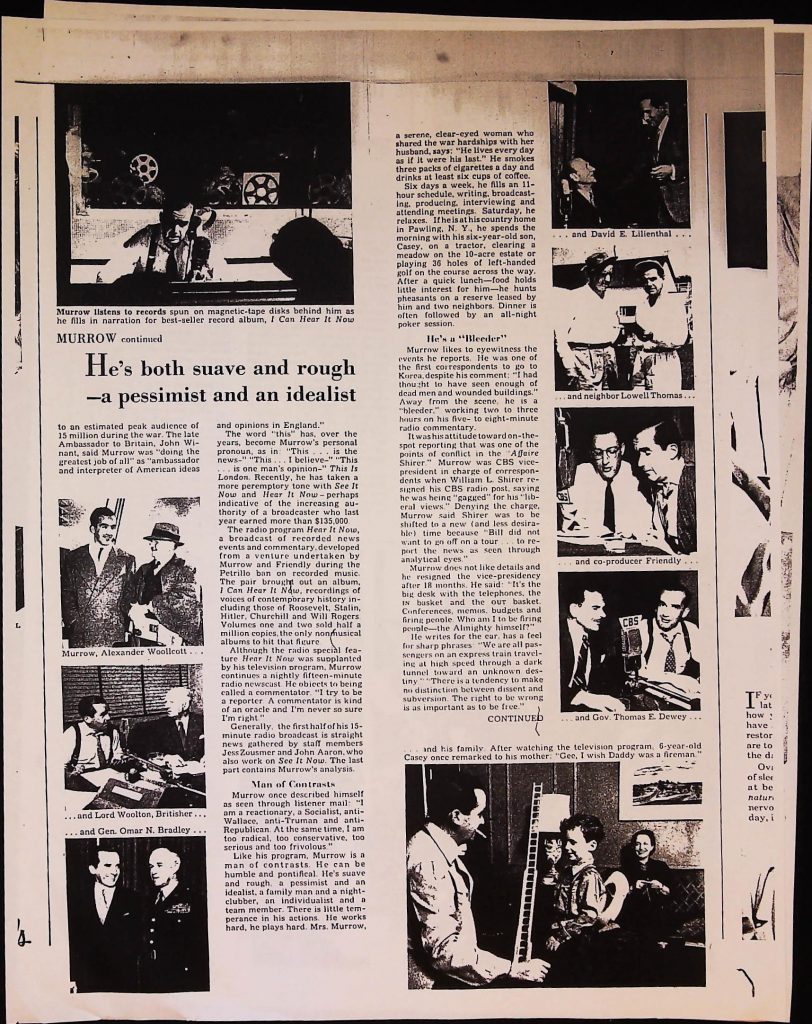 Murrow listens to records spun on magnetic-tape disks behind him as
he fills in narration for best-seller record album, I Can Hear It Now
MURROW continued
He's both suave and rough
—a pessimist and an idealist
to an estimated peak audience of
15 million during the war. The late
Ambassador to Britain, John Wi-
nant, said Murrow was "doing the
greatest job of all" as "ambassador
and interpreter of American ideas
Murrow, Alexander Woollcott . . .
. . . and Lord Woolton, Britisher . . .
. . . and Gen. Omar N. Bradley . . .
and opinions in England."
The word "this" has, over the
years, become Murrow's personal
pronoun, as in: "This . . . is the
news-" "This . . . I believe-" "This
. . . is one man's opinion-" This Is
London. Recently, he has taken a
more peremptory tone with See It
Now and Hear It Now—perhaps
indicative of the increasing au-
thority of a broadcaster who last
year earned more than $135,000.
The radio program Hear It Now,
a broadcast of recorded news
events and commentary, developed
from a venture undertaken by
Murrow and Friendly during the
Petrillo ban on recorded music.
The pair brought out an album,
I Can Hear It Now, recordings of
voices of contemporary history in-
cluding those of Roosevelt, Stalin,
Hitler, Churchill and Will Rogers.
Volumes one and two sold half a
million copies, the only nonmusical
albums to hit that figure.
Although the radio special fea-
ture Hear It Now was supplanted
by his television program, Murrow
continues a nightly fifteen-minute
radio newscast. He objects to being
called a commentator. "I try to be
a reporter. A commentator is kind
of an oracle and I'm never so sure
I'm right."
Generally, the first half of his 15-
minute radio broadcast is straight
news gathered by staff members
Jess Zousmer and John Aaron, who
also work on See It Now. The last
part contains Murrow's analysis.
Man of Contrasts
Murrow once described himself
as seen through listener mail: "I
am a reactionary, a Socialist, anti-
Wallace, anti-Truman and anti-
Republican. At the same time, I am
too radical, too conservative, too
serious and too frivolous."
Like his program, Murrow is a
man of contrasts. He can be
humble and pontifical. He's suave
and rough, a pessimist and an
idealist, a family man and a night-
clubber, an individualist and a
team member. There is little tem-
perance in his actions. He works
hard, he plays hard. Mrs. Murrow,
a serene, clear-eyed woman who
shared the war hardships with her
husband, says: "He lives every day
as if it were his last." He smokes
three packs of cigarettes a day and
drinks at least six cups of coffee.
Six days a week, he fills an 11-
hour schedule, writing, broadcast-
ing, producing, interviewing and
attending meetings. Saturday, he
relaxes. If he is at his country home
in Pawling, N. Y., he spends the
morning with his six-year-old son,
Casey, on a tractor, clearing a
meadow on the 10-acre estate or
playing 36 holes of left-handed
golf on the course across the way.
After a quick lunch—food holds
little interest for him—he hunts
pheasants on a reserve leased by
him and two neighbors. Dinner is
often followed by an all-night
poker session.
He's a "Bleeder"
Murrow likes to eyewitness the
events he reports. He was one of
the first correspondents to go to
Korea, despite his comment: "I had
thought to have seen enough of
dead men and wounded buildings."
Away from the scene, he is a
"bleeder," working two to three
hours on his five- to eight-minute
radio commentary.
It was his attitude toward on-the-
spot reporting that was one of the
points of conflict in the "Affaire
Shirer." Murrow was CBS vice-
president in charge of correspon-
dents when William L. Shirer re-
signed his CBS radio post, saying
he was being "gagged" for his "lib-
eral views." Denying the charge,
Murrow said Shirer was to be
shifted to a new (and less desira-
ble) time because "Bill did not
want to go off on a tour . . . to re-
port the news as seen through
analytical eyes."
Murrow does not like details and
he resigned the vice-presidency
after 18 months. He said: "It's the
big desk with the telephones, the
IN basket and the OUT basket.
Conferences, memos, budgets and
firing people. Who am I to be firing
people—the Almighty himself?"
He writes for the ear, has a feel
for sharp phrases: "We are all pas-
sengers on an express train travel-
ing at high speed through a dark
tunnel toward an unknown des-
tiny." "There is a tendency to make
no distinction between dissent and
subversion. The right to be wrong
is as important as to be free."
CONTINUED
. . . and David E. Lilienthal . . .
. . . and neighbor Lowell Thomas . . .
. . . and co-producer Friendly . . .
CBS
. . . and Gov. Thomas E. Dewey . . .
. . . and his family. After watching the television program, 6-year-old
Casey once remarked to his mother: "Gee, I wish Daddy was a fireman."
IF yo
lat
how
have
restor
are to
the d
Ov
of slee
at be
natur
nervo
day, i